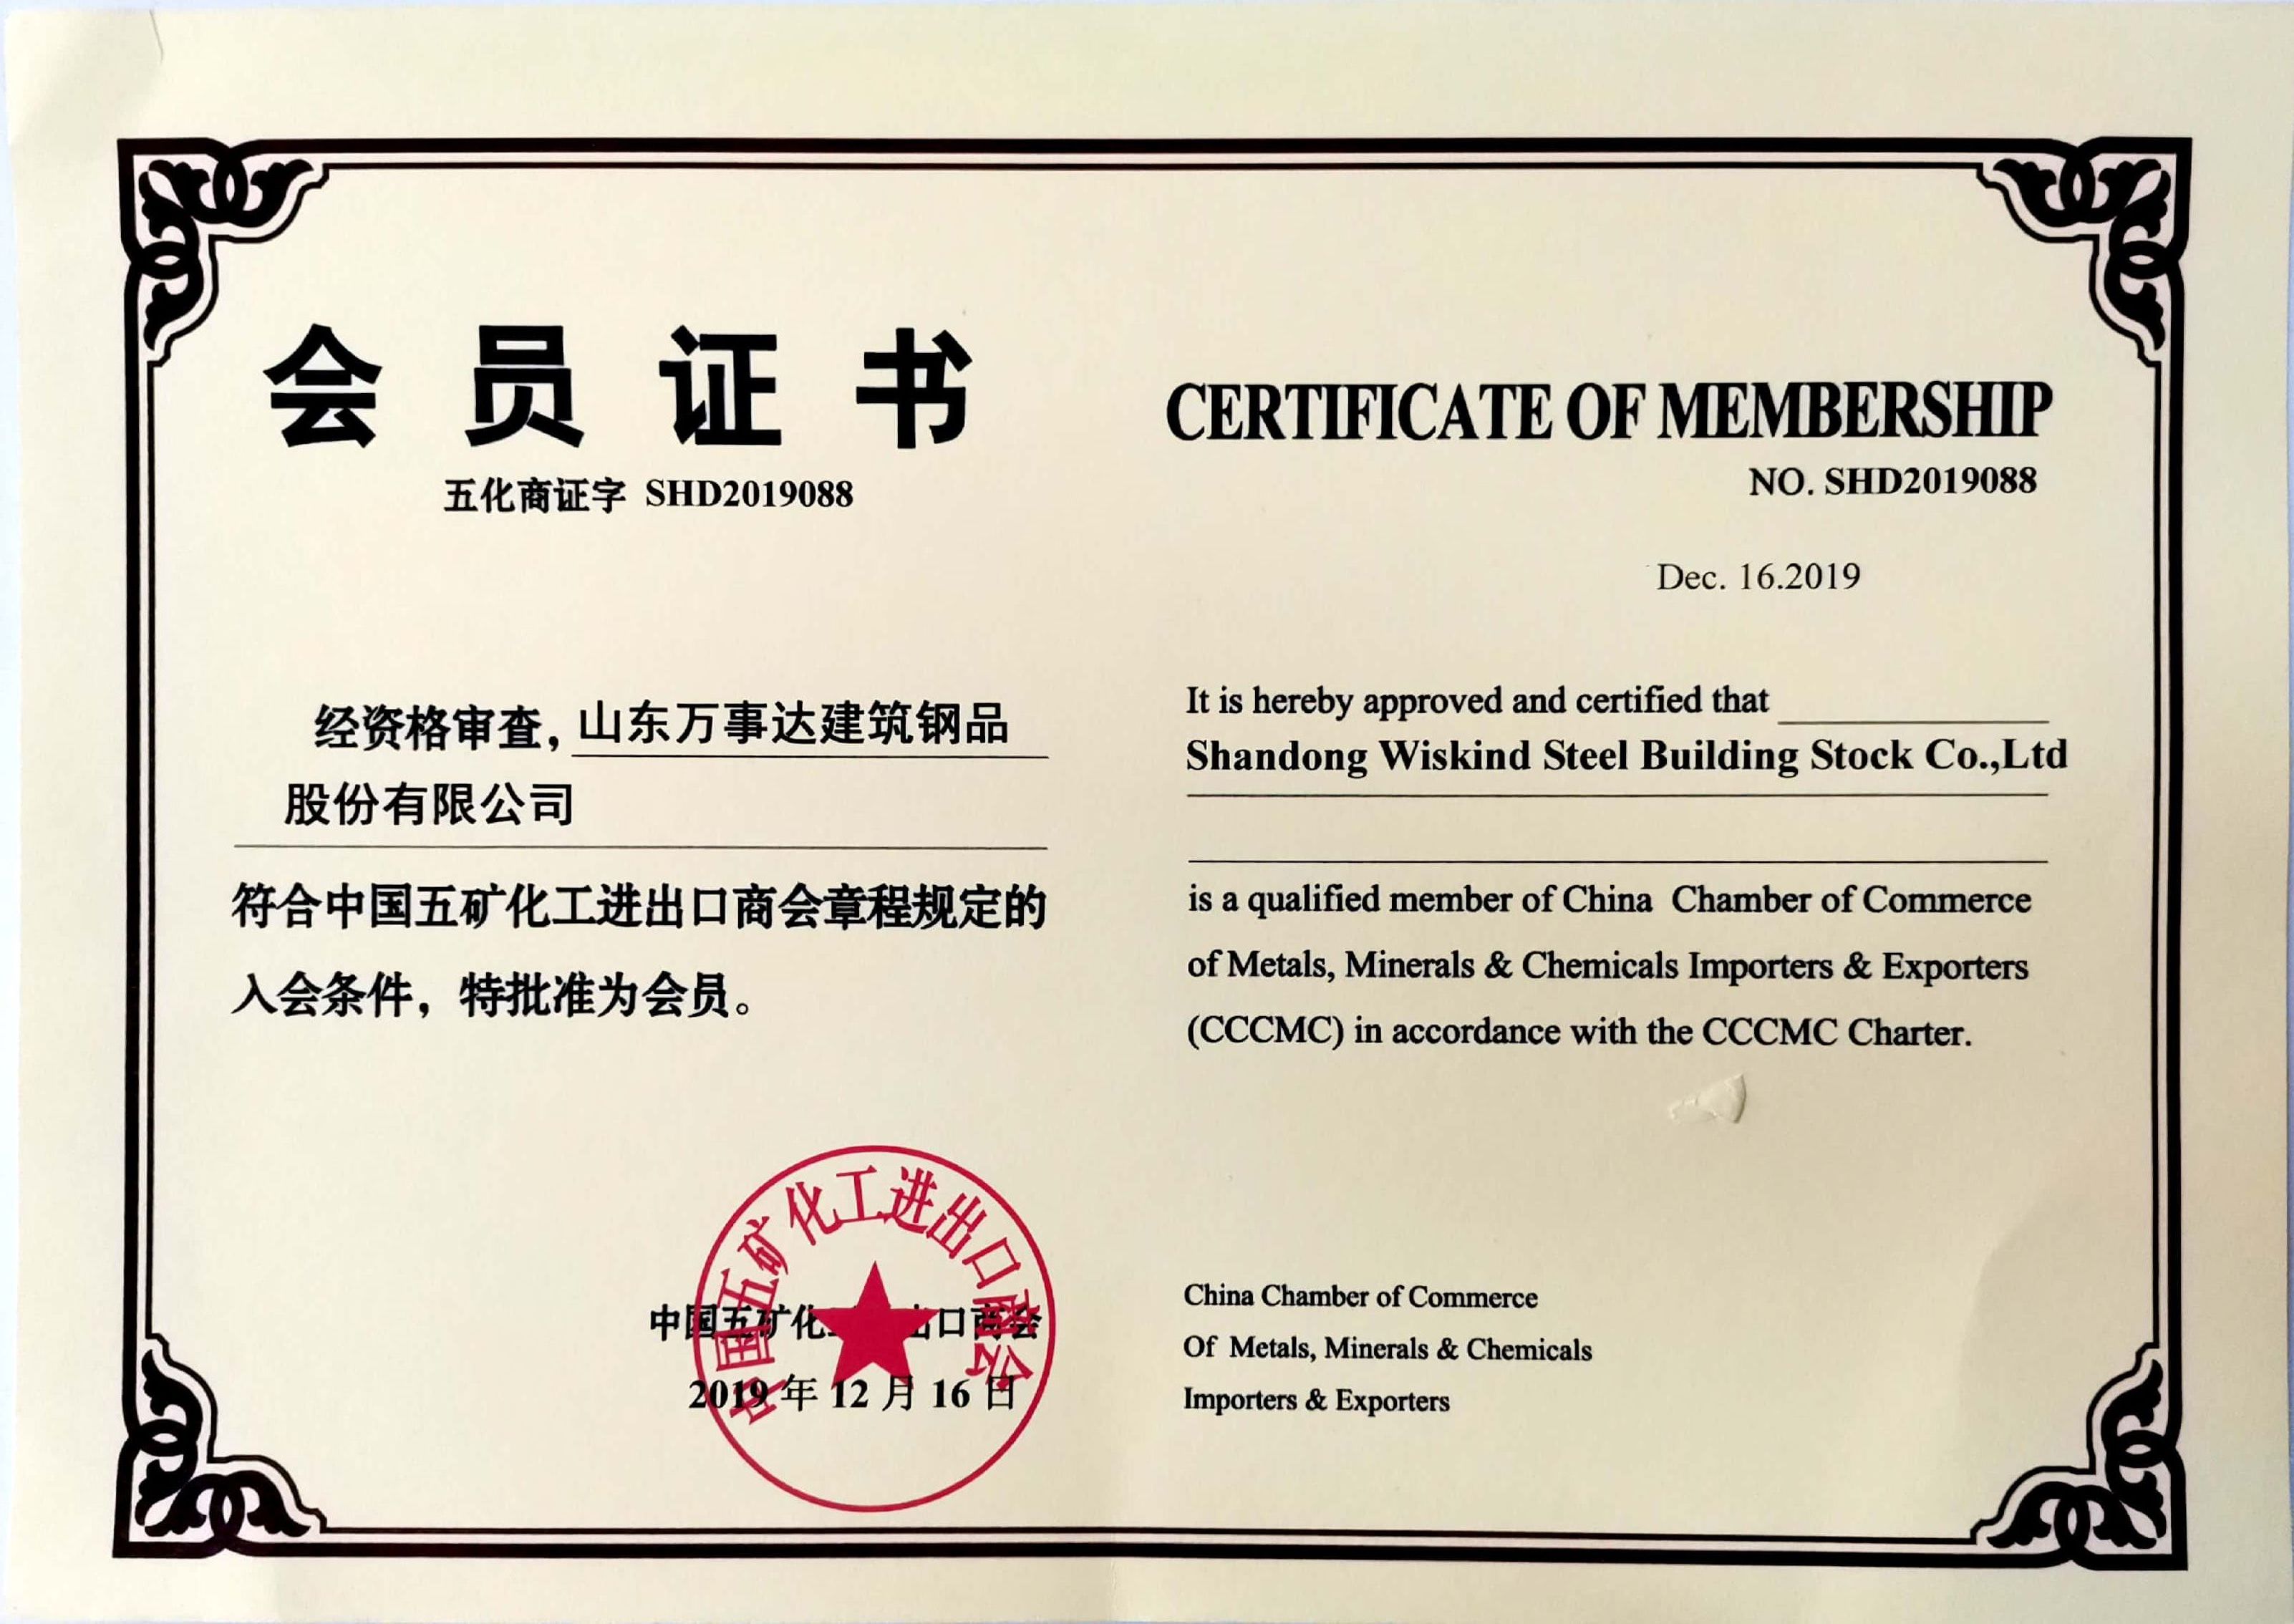 会员证书
五化商证字 SHD2019088
经资格审查，山东万事达建筑钢品
股份有限公司
符合中国五矿化工进出口商会章程规定的
入会条件，特批准为会员。
中国五矿化工进出口商会
中国五矿化工进出口商会
2019 年 12 月 16 日
CERTIFICATE OF MEMBERSHIP
NO. SHD2019088
Dec. 16.2019
It is hereby approved and certified that
Shandong Wiskind Steel Building Stock Co.,Ltd
is a qualified member of China Chamber of Commerce
of Metals, Minerals & Chemicals Importers & Exporters
(CCCMC) in accordance with the CCCMC Charter.
China Chamber of Commerce
Of Metals, Minerals & Chemicals
Importers & Exporters